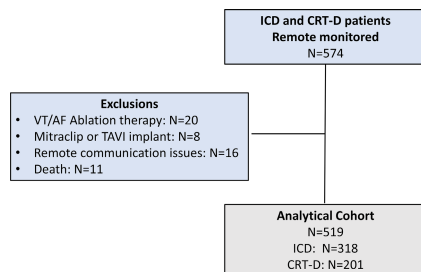 ICD and CRT-D patients
Remote monitored
N=574
Exclusions
• VT/AF Ablation therapy: N=20
• Mitraclip or TAVI implant: N=8
• Remote communication issues: N=16
• Death: N=11
Analytical Cohort
N=519
ICD: N=318
CRT-D: N=201